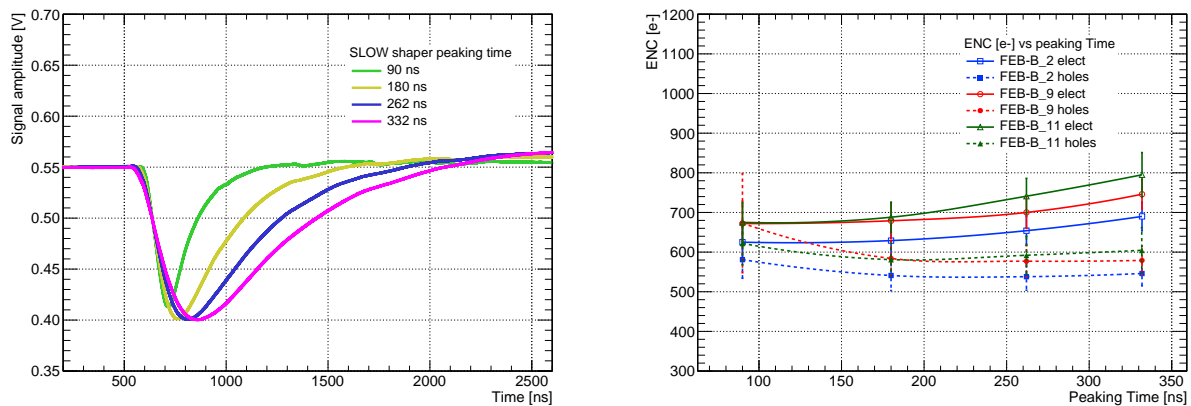 Signal amplitude [V]
0.70
0.65
0.60
0.55
0.50
0.45
0.40
0.35
SLOW shaper peaking time
90 ns
180 ns
262 ns
332 ns
500 1000 1500 2000 2500
Time [ns]
ENC [e-]
1200
1100
1000
900
800
700
600
500
400
300
ENC [e-] vs peaking Time
FEB-B_2 elect
FEB-B_2 holes
FEB-B_9 elect
FEB-B_9 holes
FEB-B_11 elect
FEB-B_11 holes
100 150 200 250 300 350
Peaking Time [ns]